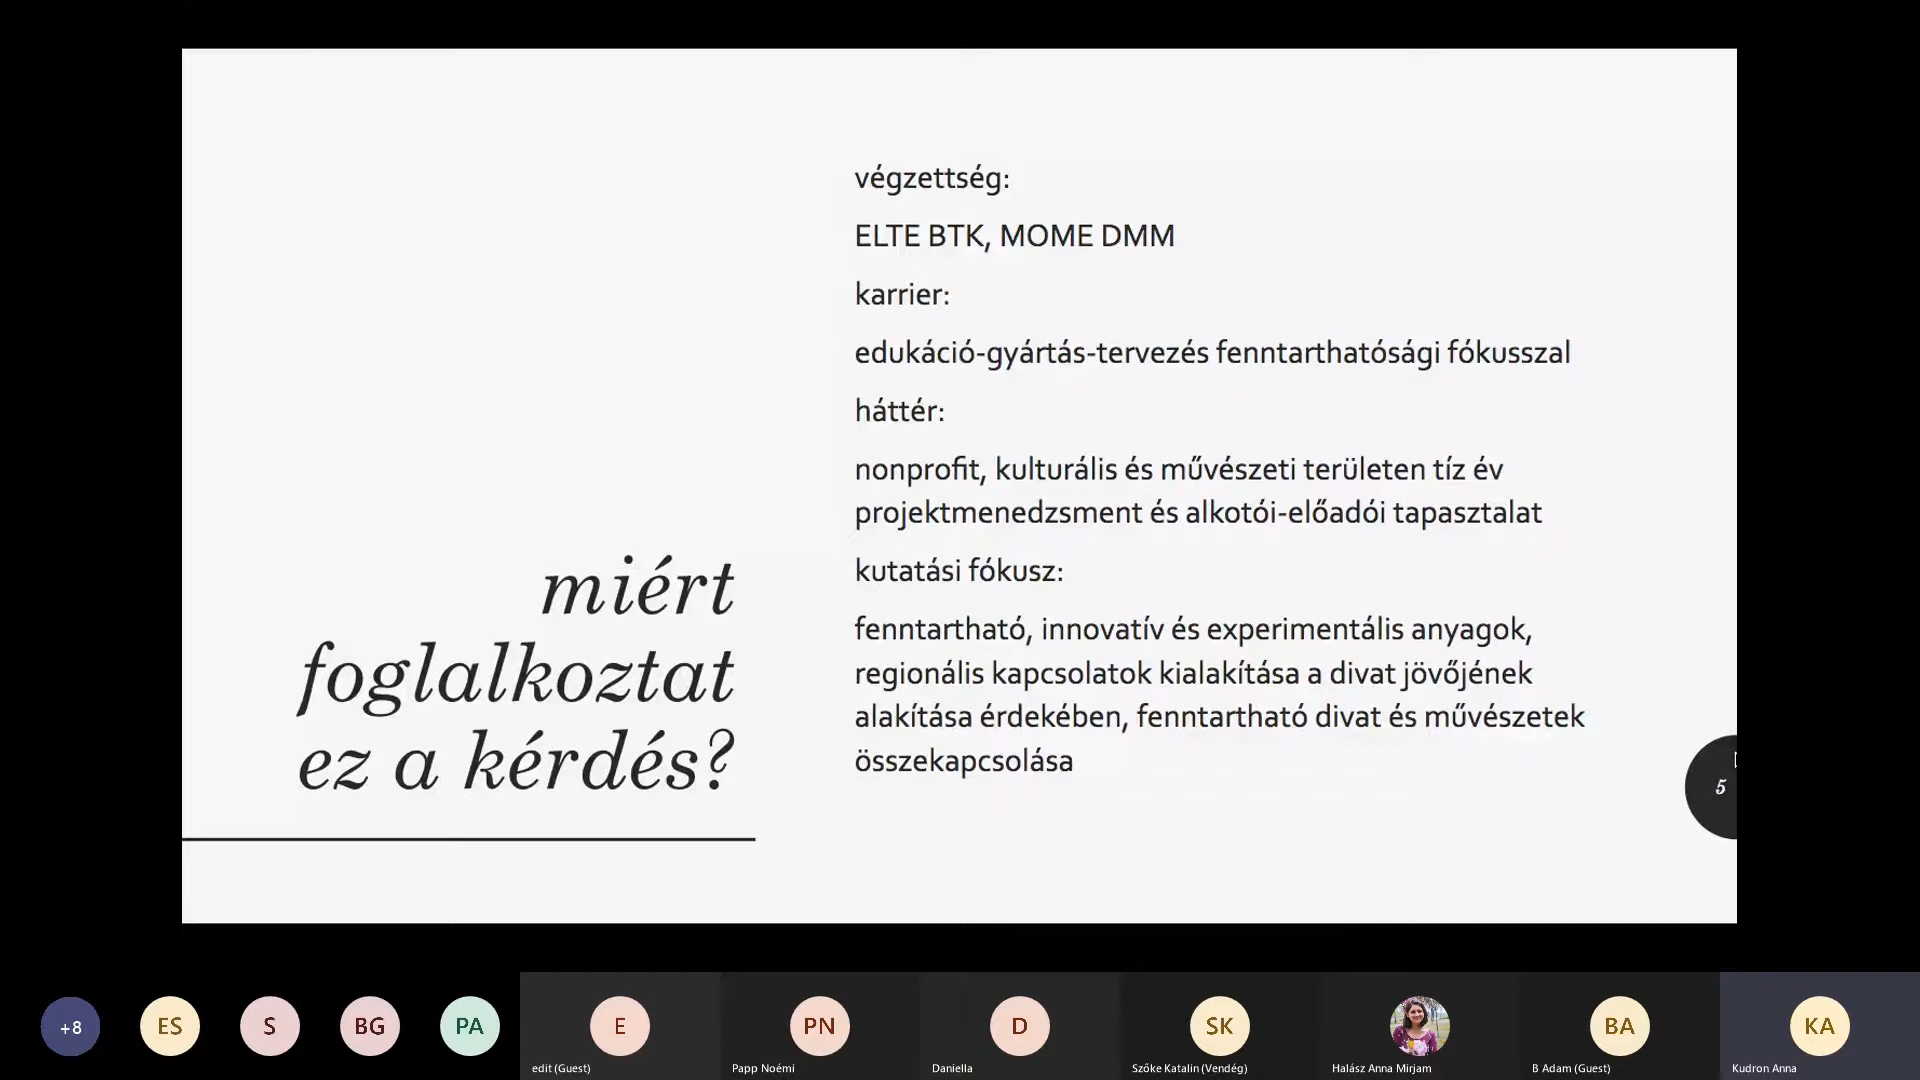 miért
foglalkoztat
ez a kérdés?
végzettség:
ELTE BTK, MOME DMM
karrier:
edukáció-gyártás-tervezés fenntarthatósági fókusszal
háttér:
nonprofit, kulturális és művészeti területen tíz év
projektmenedzsment és alkotói-előadói tapasztalat
kutatási fókusz:
fenntartható, innovatív és experimentális anyagok,
regionális kapcsolatok kialakítása a divat jövőjének
alakítása érdekében, fenntartható divat és művészetek
összekapcsolása
5
+8
ES
S
BG
PA
E
PN
D
SK
BA
KA
edit (Guest)
Papp Noémi
Daniella
Szőke Katalin (Vendég)
Halász Anna Mirjam
B Adam (Guest)
Kudron Anna